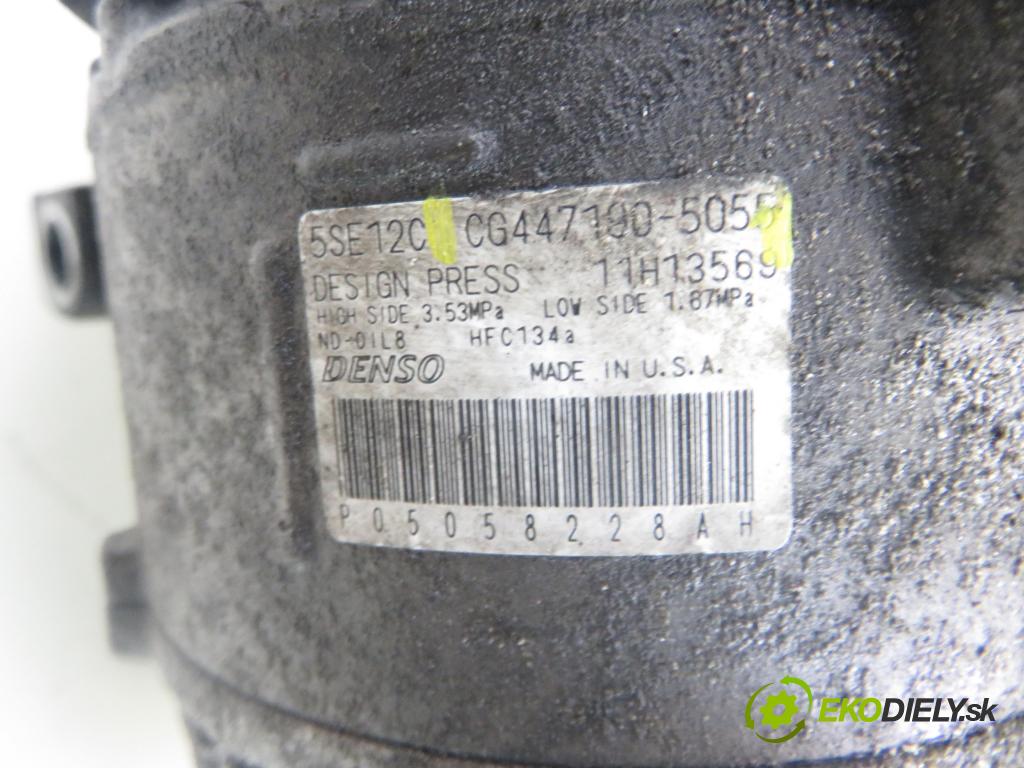 5SE12C CG447190-5055
DESIGN PRESS 11H13569
HIGH SIDE 3.53MPa LOW SIDE 1.87MPa
ND-OIL8 HFC134a
DENSO MADE IN U.S.A.
P05058228AH
EKODIELY.sk